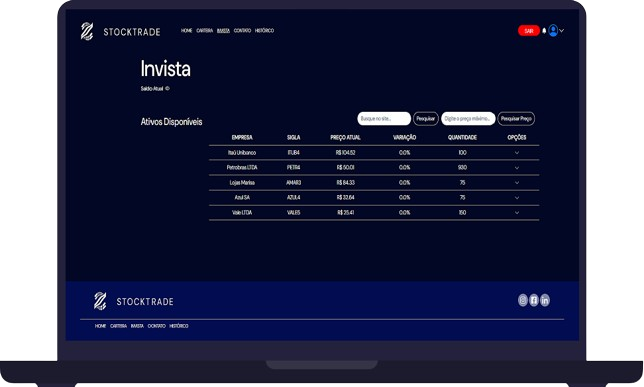 STOCKTRADE HOME CARTEIRA INVISTA CONTATO HISTÓRICO SAIR
Invista
Saldo Atual
Ativos Disponíveis Busque no site... Pesquisar Digite o preço máximo... Pesquisar Preço
EMPRESA SIGLA PREÇO ATUAL VARIAÇÃO QUANTIDADE OPÇÕES
Itaú Unibanco ITUB4 R$ 104.52 0.0% 100
Petrobras LTDA PETR4 R$ 50.01 0.0% 930
Lojas Marisa AMAR3 R$ 84.33 0.0% 75
Azul SA AZUL4 R$ 32.64 0.0% 75
Vale LTDA VALE5 R$ 25.41 0.0% 150
STOCKTRADE
HOME CARTEIRA INVISTA CONTATO HISTÓRICO